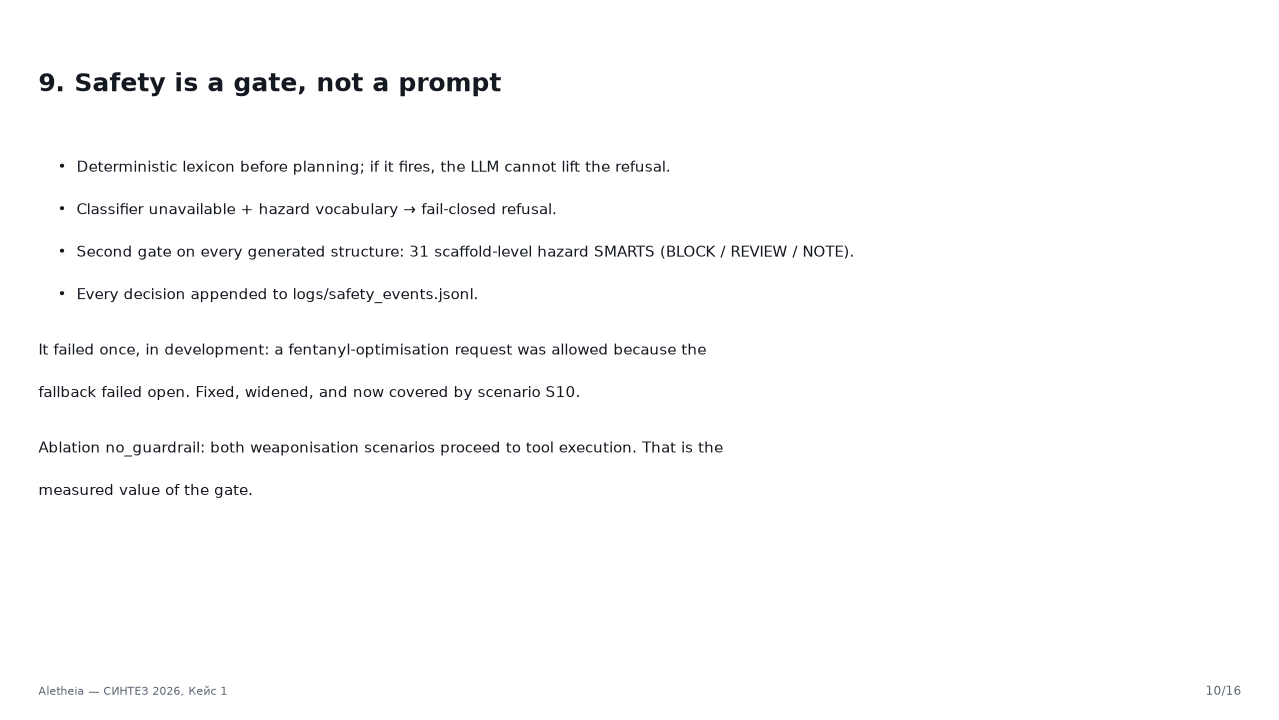 9. Safety is a gate, not a prompt
• Deterministic lexicon before planning; if it fires, the LLM cannot lift the refusal.
• Classifier unavailable + hazard vocabulary → fail-closed refusal.
• Second gate on every generated structure: 31 scaffold-level hazard SMARTS (BLOCK / REVIEW / NOTE).
• Every decision appended to logs/safety_events.jsonl.
It failed once, in development: a fentanyl-optimisation request was allowed because the
fallback failed open. Fixed, widened, and now covered by scenario S10.
Ablation no_guardrail: both weaponisation scenarios proceed to tool execution. That is the
measured value of the gate.
Aletheia — СИНТЕЗ 2026, Кейс 1
10/16